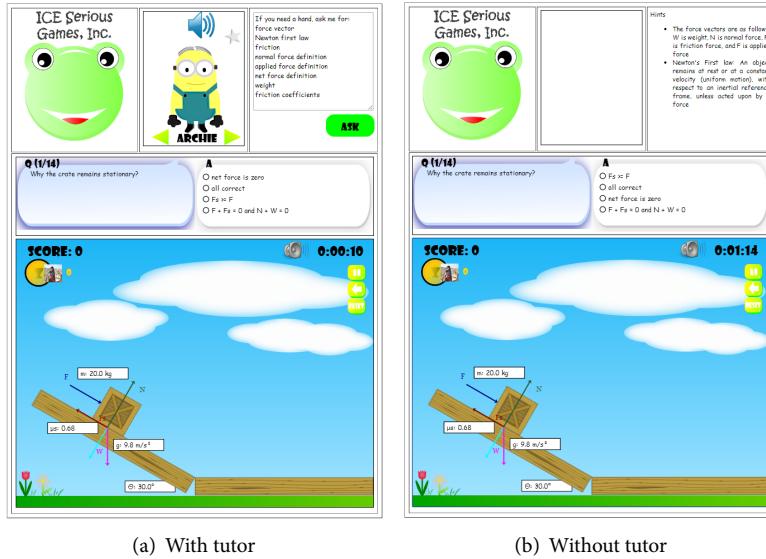 ICE Serious
Games, Inc.
ARCHIE
If you need a hand, ask me for:
force vector
Newton first law
friction
normal force definition
applied force definition
net force definition
weight
friction coefficients
ASK
Q (1/14)
Why the crate remains stationary?
A
net force is zero
all correct
Fs >= F
F + Fs = 0 and N + W = 0
SCORE: 0
0:00:10
0
F
m: 20.0 kg
N
Fs
μs: 0.68
g: 9.8 m/s²
W
Θ: 30.0°
(a) With tutor
ICE Serious
Games, Inc.
Hints
The force vectors are as follow
W is weight, N is normal force, F
is friction force, and F is applie
force
Newton's First law: An objec
remains at rest or at a constan
velocity (uniform motion), wit
respect to an inertial referenc
frame, unless acted upon by
force
Q (1/14)
Why the crate remains stationary?
A
Fs >= F
all correct
net force is zero
F + Fs = 0 and N + W = 0
SCORE: 0
0:01:14
0
F
m: 20.0 kg
N
Fs
μs: 0.68
g: 9.8 m/s²
W
Θ: 30.0°
(b) Without tutor